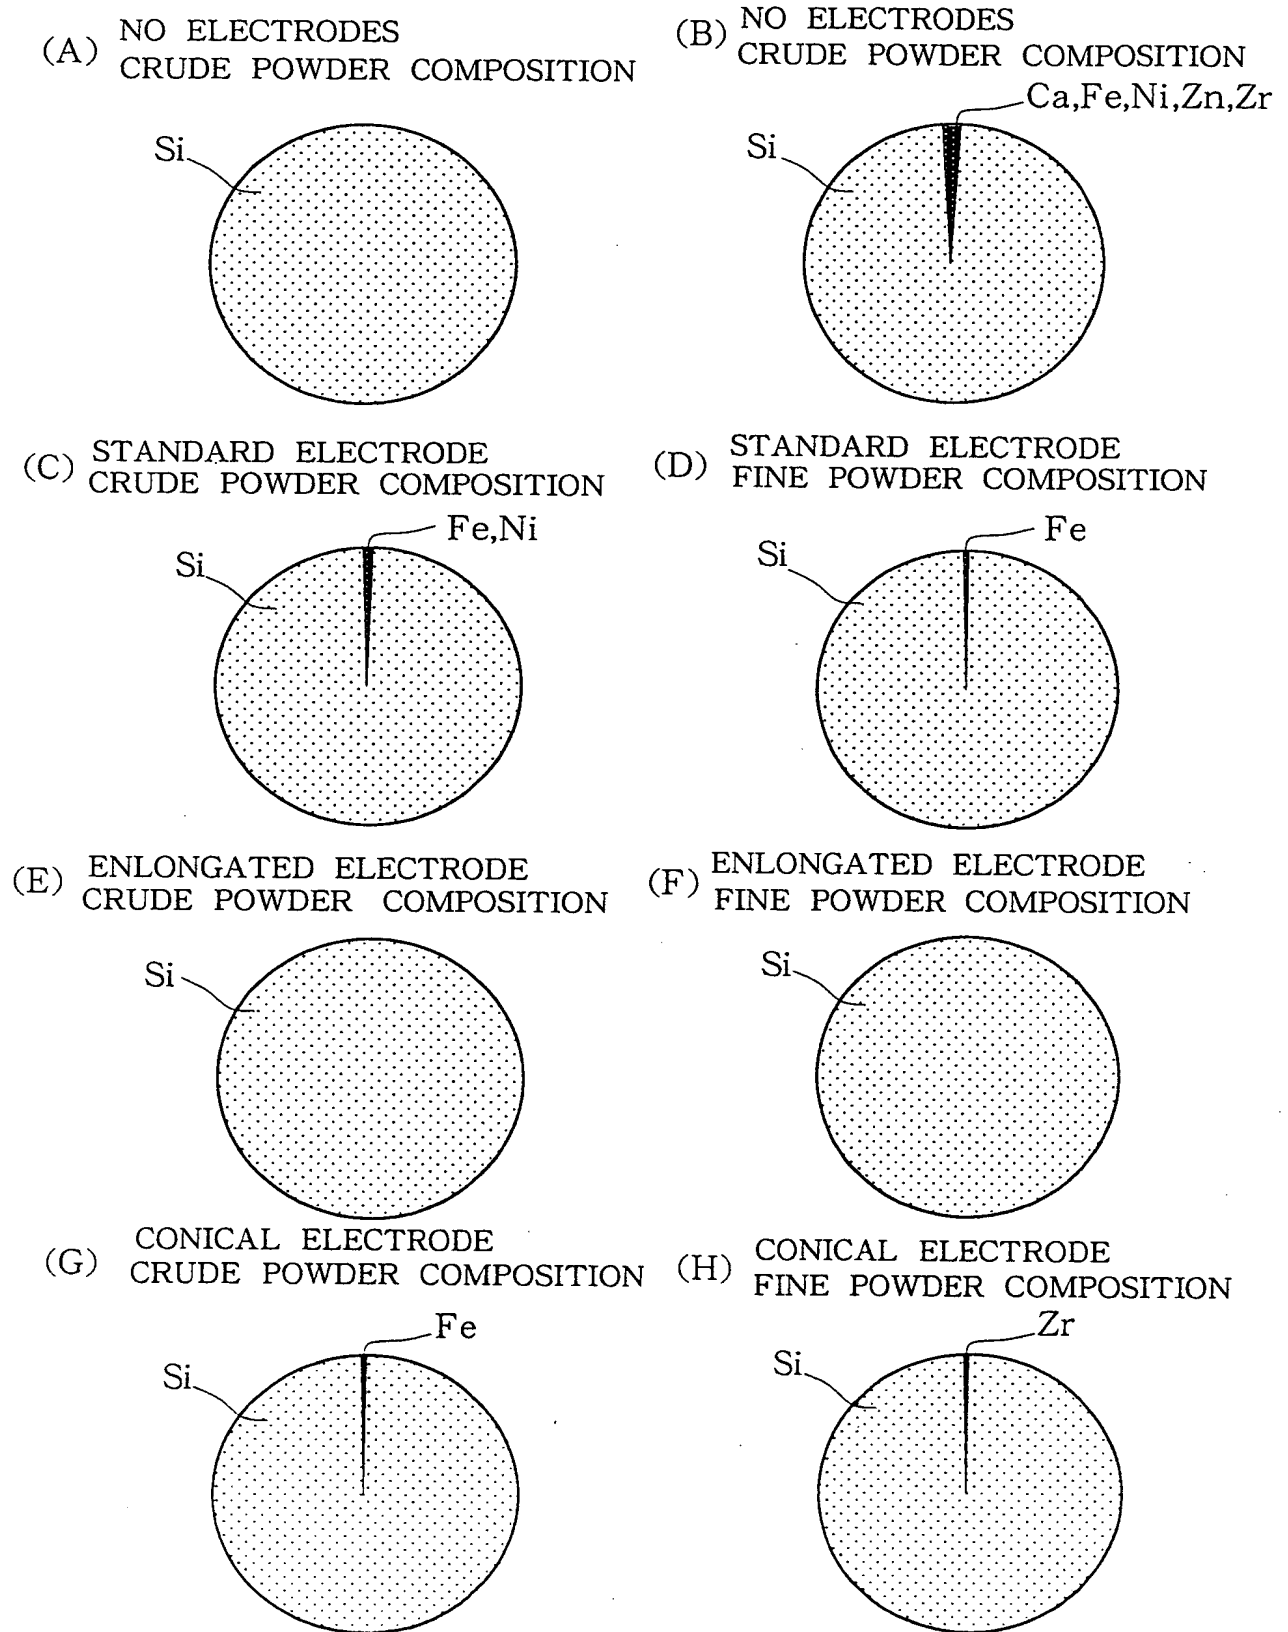 (A) NO ELECTRODES
CRUDE POWDER COMPOSITION
Si
(B) NO ELECTRODES
CRUDE POWDER COMPOSITION
Ca,Fe,Ni,Zn,Zr
Si
(C) STANDARD ELECTRODE
CRUDE POWDER COMPOSITION
Fe,Ni
Si
(D) STANDARD ELECTRODE
FINE POWDER COMPOSITION
Fe
Si
(E) ENLONGATED ELECTRODE
CRUDE POWDER COMPOSITION
Si
(F) ENLONGATED ELECTRODE
FINE POWDER COMPOSITION
Si
(G) CONICAL ELECTRODE
CRUDE POWDER COMPOSITION
Fe
Si
(H) CONICAL ELECTRODE
FINE POWDER COMPOSITION
Zr
Si